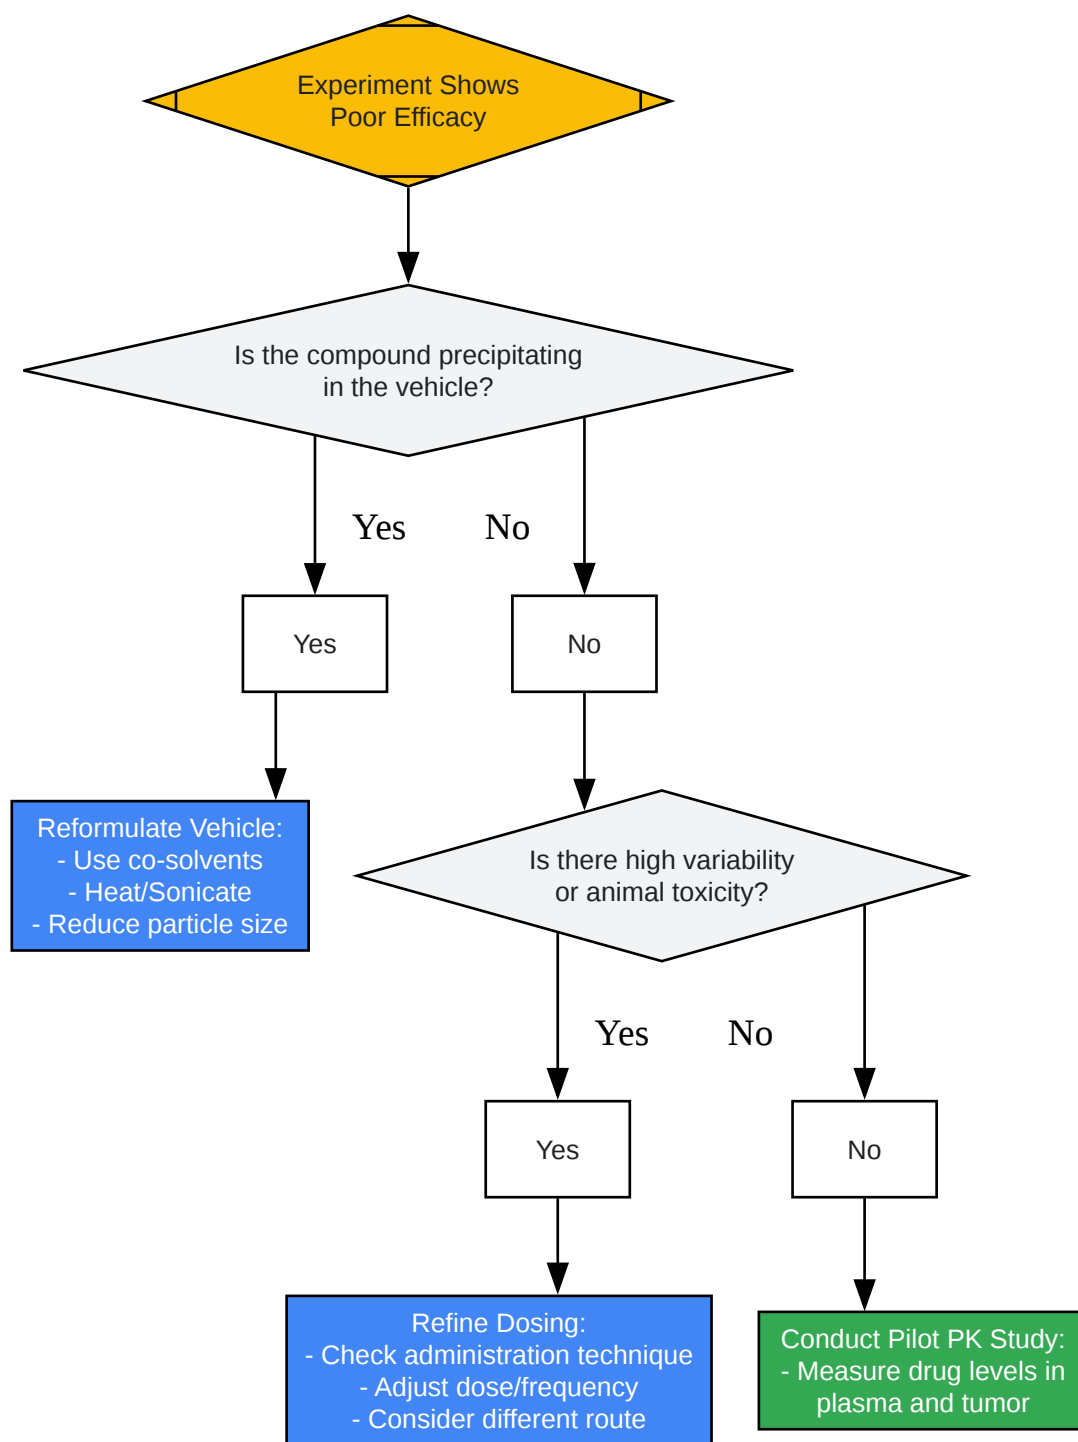 Experiment Shows
Poor Efficacy
Is the compound precipitating
in the vehicle?
Yes
No
Yes
No
Reformulate Vehicle:
- Use co-solvents
- Heat/Sonicate
- Reduce particle size
Is there high variability
or animal toxicity?
Yes
No
Yes
No
Refine Dosing:
- Check administration technique
- Adjust dose/frequency
- Consider different route
Conduct Pilot PK Study:
- Measure drug levels in
plasma and tumor